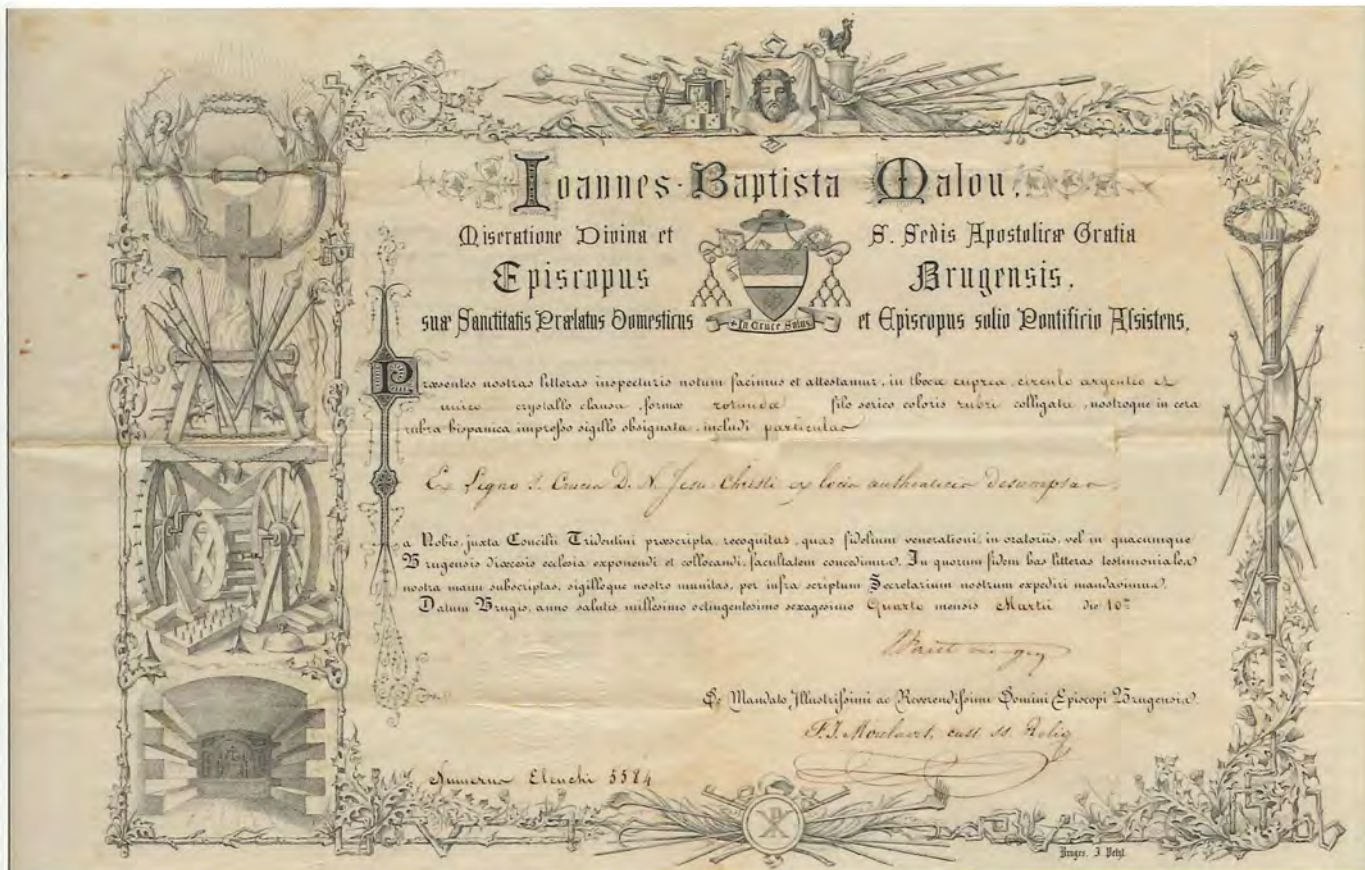 Ioannes-Baptista Malou,
Miseratione Divina et S. Sedis Apostolicæ Gratia
Episcopus Brugensis,
suæ Sanctitatis Prælatus Domesticus et Episcopus solio Pontificio Assistens,
In Cruce Salus
Præsentes nostras litteras inspecturis notum facimus et attestamur, in theca cuprea, circulo argenteo et
unico crystallo clausa, formæ rotundæ filo serico coloris rubri colligata, nostroque in cera
rubra hispanica impresso sigillo obsignata, includi particulas
Ex Ligno S. Crucis D. N. Jesu Christi ex locis authenticis desumptas,
a Nobis, juxta Concilii Tridentini præscripta, recognitas, quas fidelium venerationi, in oratoriis, vel in quacumque
Brugensis diæcesis ecclesia exponendi et collocandi, facultatem concedimus. In quorum fidem has litteras testimoniales
nostra manu subscriptas, sigilloque nostro munitas, per infra scriptum Secretarium nostrum expediri mandavimus.
Datum Brugis, anno salutis millesimo octingentesimo sexagesimo Quarto mensis Martii die 10ᵃ
De Mandato Illustrissimi ac Reverendissimi Domini Episcopi Brugensis.
F. J. Moulaert, cust. ss. Reliq
Numerus Elenchi 5584
Bruges. J. Petyt